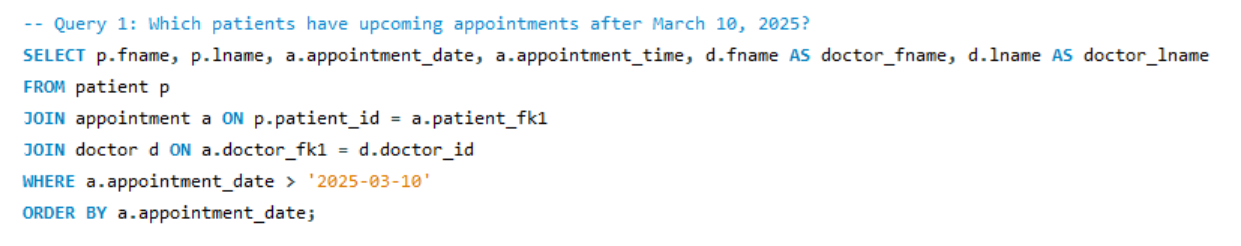 -- Query 1: Which patients have upcoming appointments after March 10, 2025?
SELECT p.fname, p.lname, a.appointment_date, a.appointment_time, d.fname AS doctor_fname, d.lname AS doctor_lname
FROM patient p
JOIN appointment a ON p.patient_id = a.patient_fk1
JOIN doctor d ON a.doctor_fk1 = d.doctor_id
WHERE a.appointment_date > '2025-03-10'
ORDER BY a.appointment_date;